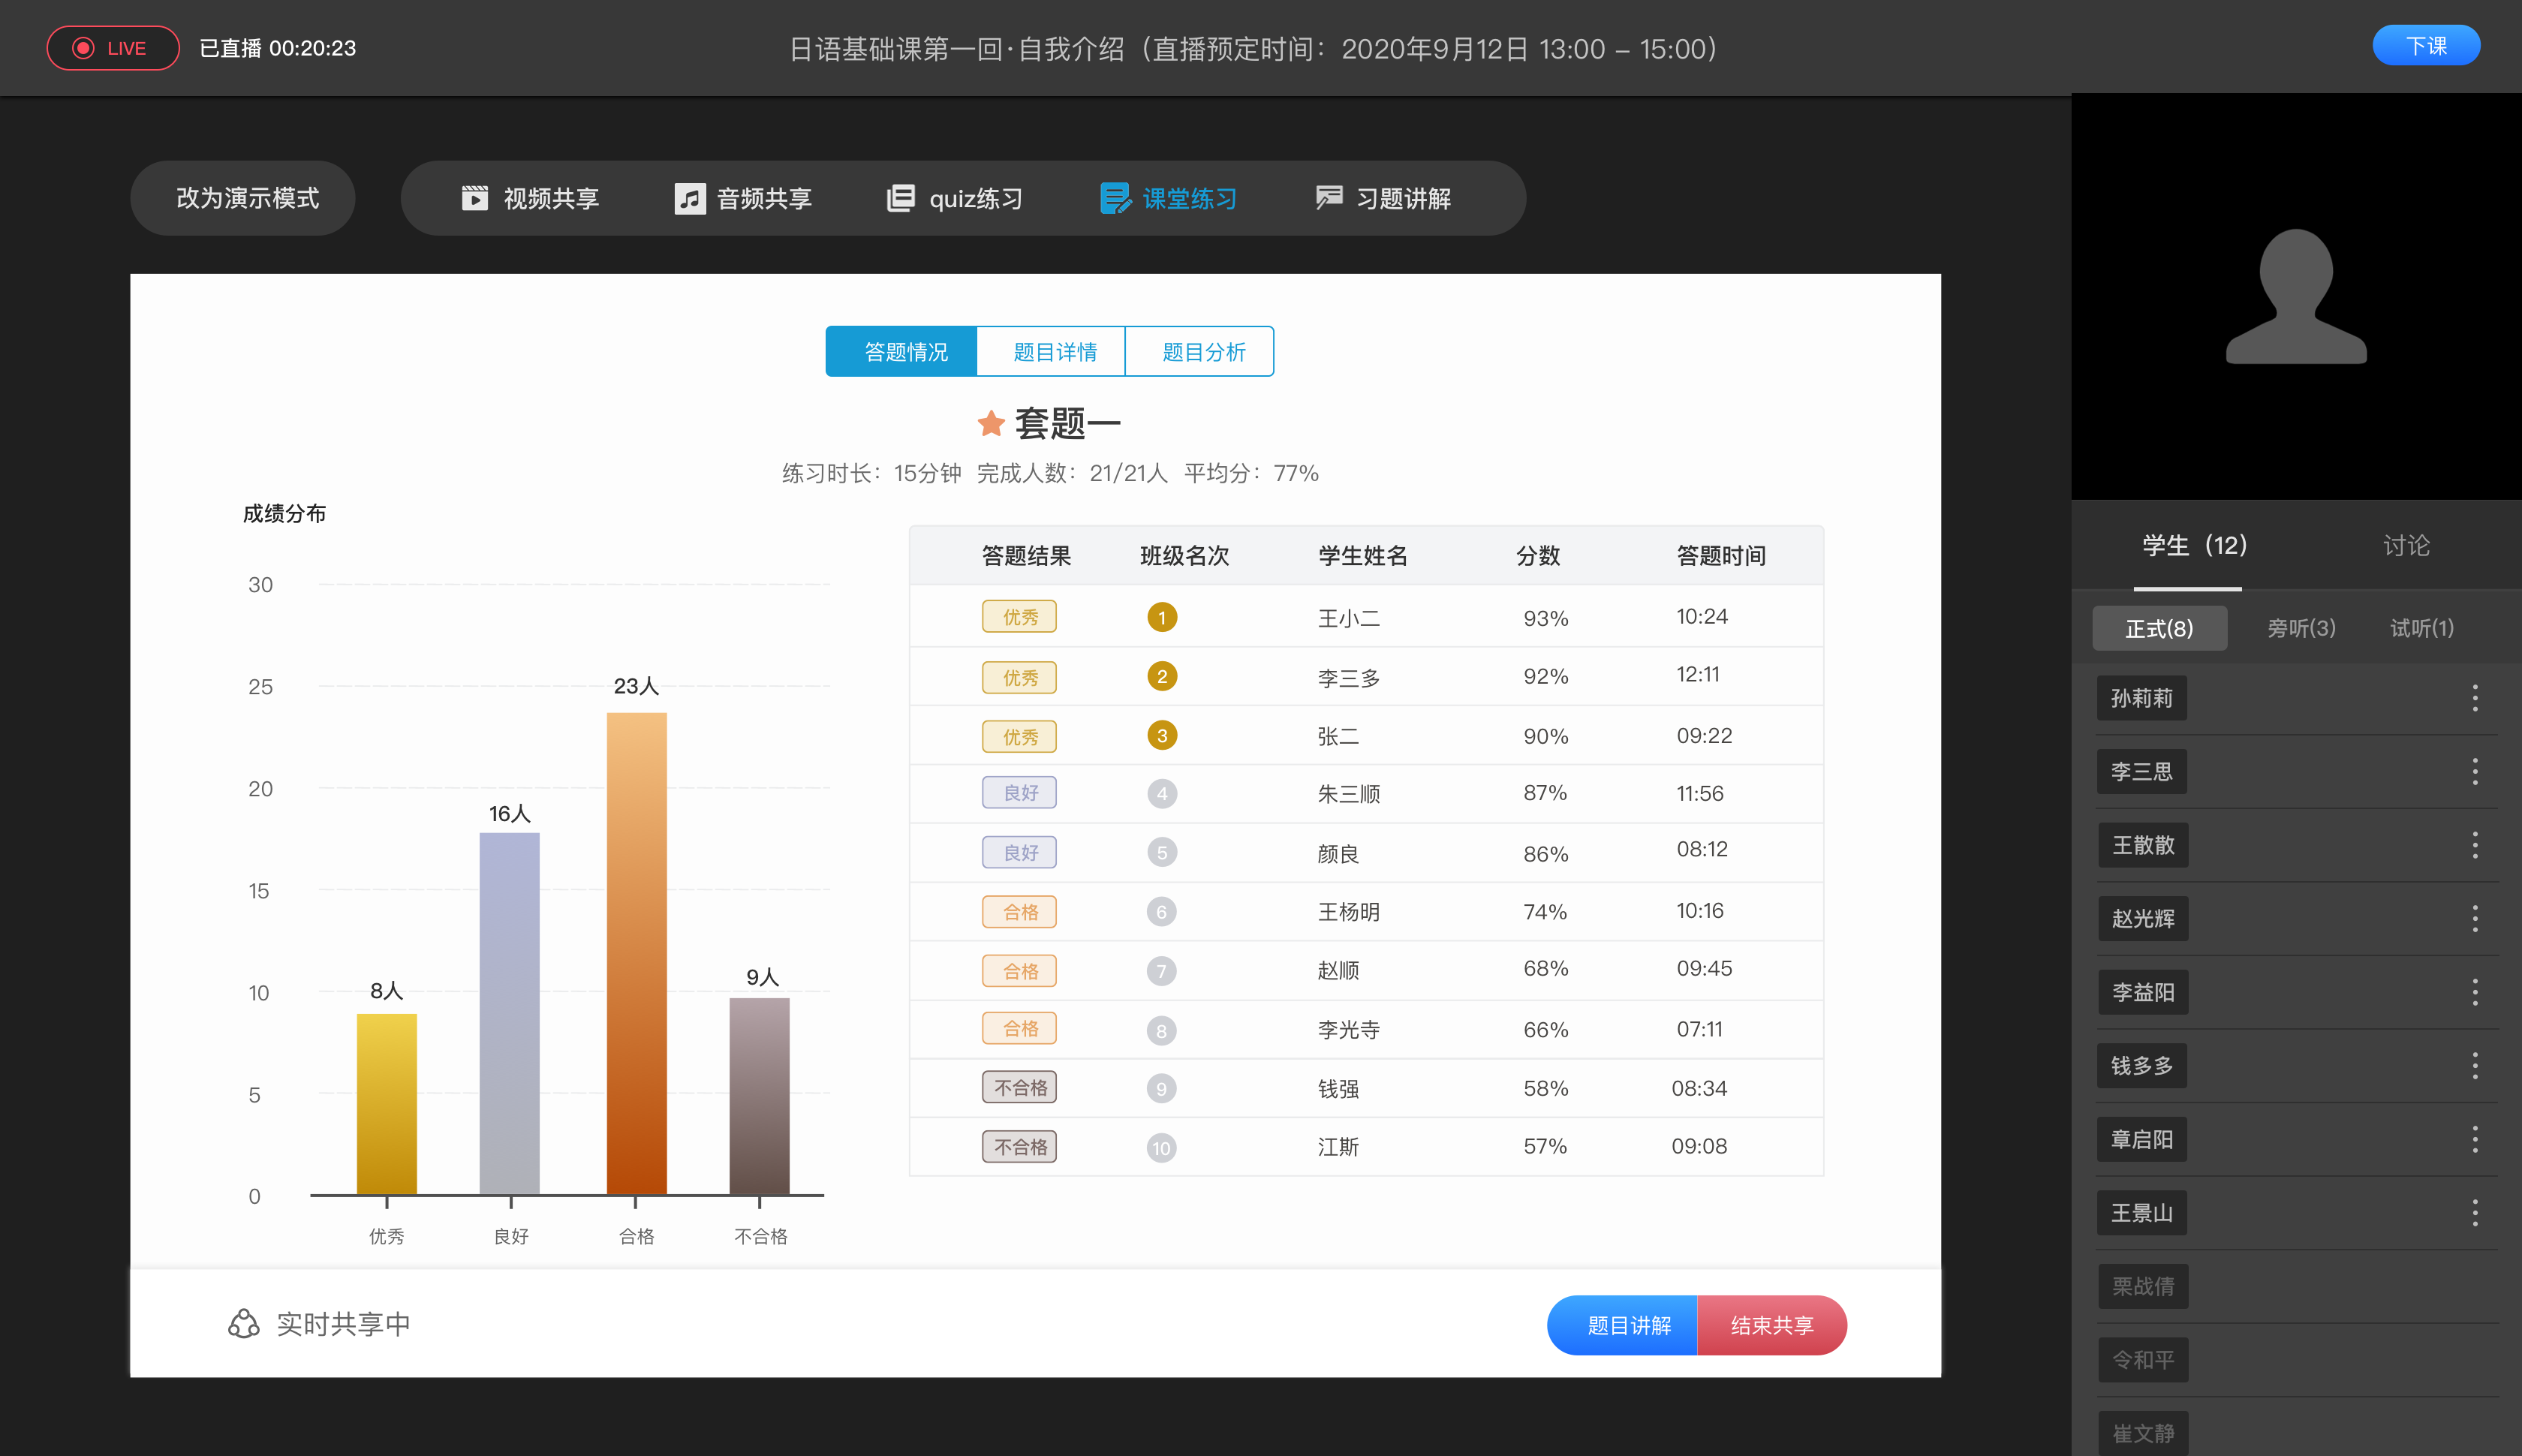 LIVE 已直播 00:20:23
日语基础课第一回·自我介绍（直播预定时间：2020年9月12日 13:00 – 15:00）
下课
改为演示模式
视频共享 音频共享 quiz练习 课堂练习 习题讲解
答题情况 题目详情 题目分析
套题一
练习时长：15分钟 完成人数：21/21人 平均分：77%
成绩分布
30
25
20
15
10
5
0
8人
16人
23人
9人
优秀 良好 合格 不合格
答题结果 班级名次 学生姓名 分数 答题时间
优秀 1 王小二 93% 10:24
优秀 2 李三多 92% 12:11
优秀 3 张二 90% 09:22
良好 4 朱三顺 87% 11:56
良好 5 颜良 86% 08:12
合格 6 王杨明 74% 10:16
合格 7 赵顺 68% 09:45
合格 8 李光寺 66% 07:11
不合格 9 钱强 58% 08:34
不合格 10 江斯 57% 09:08
实时共享中
题目讲解 结束共享
学生（12） 讨论
正式(8) 旁听(3) 试听(1)
孙莉莉
李三思
王散散
赵光辉
李益阳
钱多多
章启阳
王景山
栗战倩
令和平
崔文静